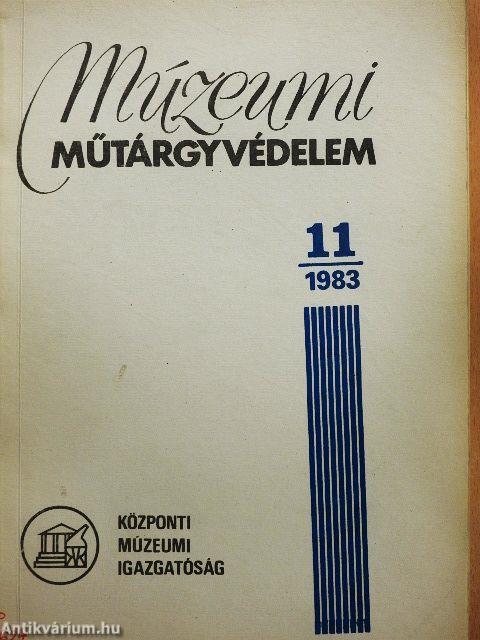 Múzeumi
MŰTÁRGYVÉDELEM
11
1983
KÖZPONTI
MÚZEUMI
IGAZGATÓSÁG
Antikvárium.hu